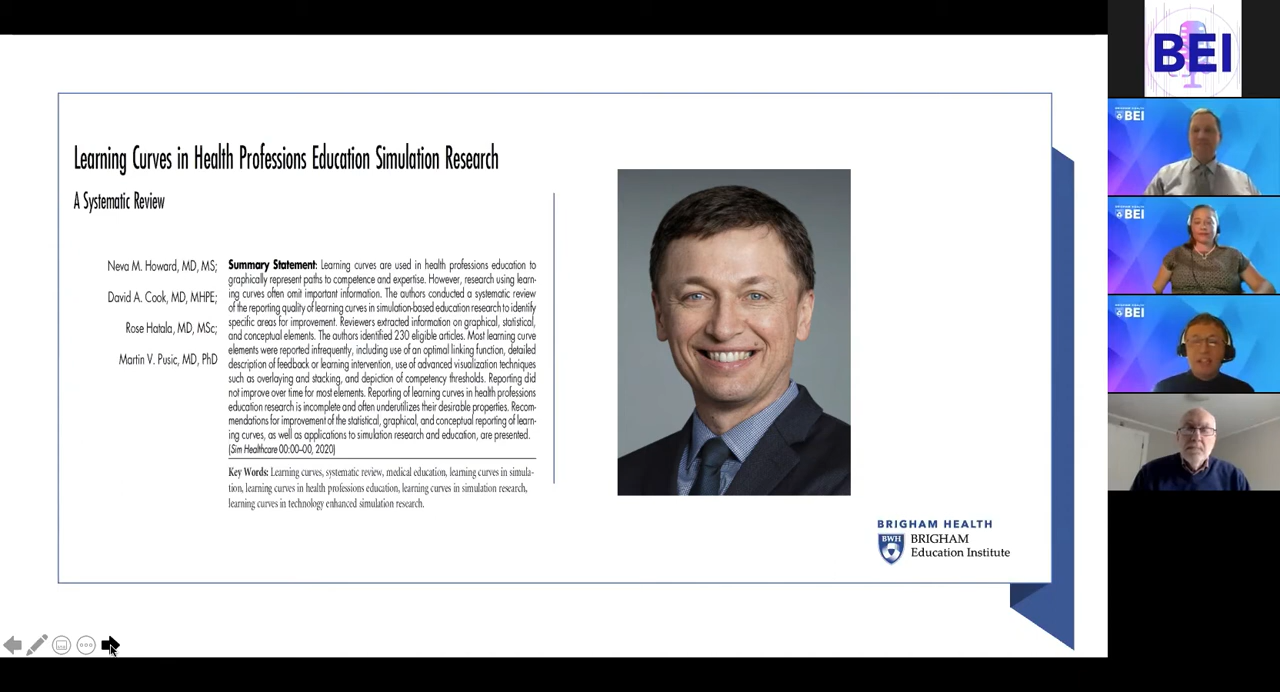 Learning Curves in Health Professions Education Simulation Research
A Systematic Review
Neva M. Howard, MD, MS;
David A. Cook, MD, MHPE;
Rose Hatala, MD, MSc;
Martin V. Pusic, MD, PhD
Summary Statement: Learning curves are used in health professions education to
graphically represent paths to competence and expertise. However, research using learn-
ing curves often omit important information. The authors conducted a systematic review
of the reporting quality of learning curves in simulation-based education research to identify
specific areas for improvement. Reviewers extracted information on graphical, statistical,
and conceptual elements. The authors identified 230 eligible articles. Most learning curve
elements were reported infrequently, including use of an optimal linking function, detailed
description of feedback or learning intervention, use of advanced visualization techniques
such as overlaying and stacking, and depiction of competency thresholds. Reporting did
not improve over time for most elements. Reporting of learning curves in health professions
education research is incomplete and often underutilizes their desirable properties. Recom-
mendations for improvement of the statistical, graphical, and conceptual reporting of learn-
ing curves, as well as applications to simulation research and education, are presented.
(Sim Healthcare 00:00–00, 2020)
Key Words: Learning curves, systematic review, medical education, learning curves in simula-
tion, learning curves in health professions education, learning curves in simulation research,
learning curves in technology enhanced simulation research.
BRIGHAM HEALTH
BWH
BRIGHAM
Education Institute
BEI
BRIGHAM HEALTH
BEI
BRIGHAM HEALTH
BEI
BRIGHAM HEALTH
BEI